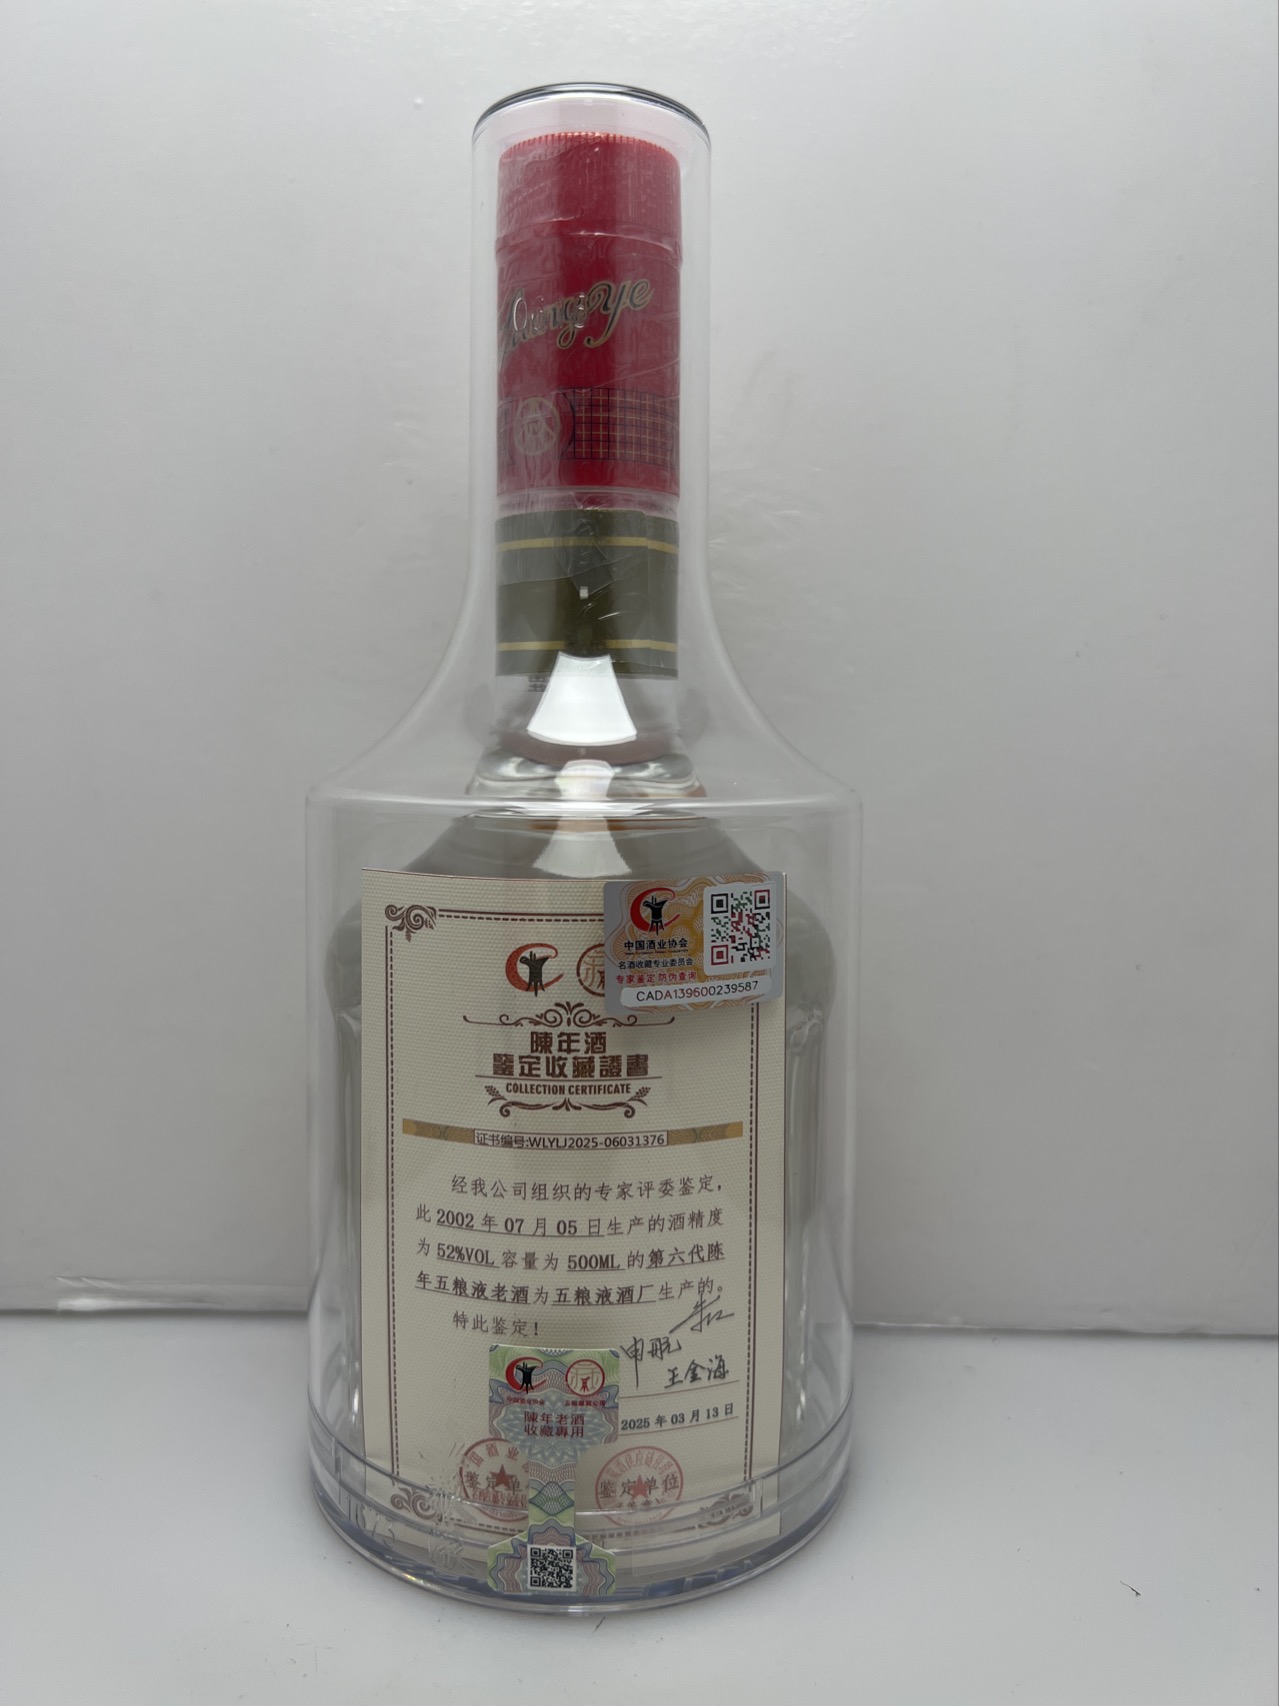 中国酒业协会
名酒收藏专业委员会
专家鉴定 防伪查询
CADA139600239587
陳年酒
鑒定收藏證書
COLLECTION CERTIFICATE
证书编号:WLYLJ2025-06031376
经我公司组织的专家评委鉴定,
此 2002 年 07 月 05 日生产的酒精度
为 52%VOL 容量为 500ML 的第六代陈
年五粮液老酒为五粮液酒厂生产的。
特此鉴定!
申航
王金海
2025 年 03 月 13 日
陳年老酒
收藏專用
鉴定单位